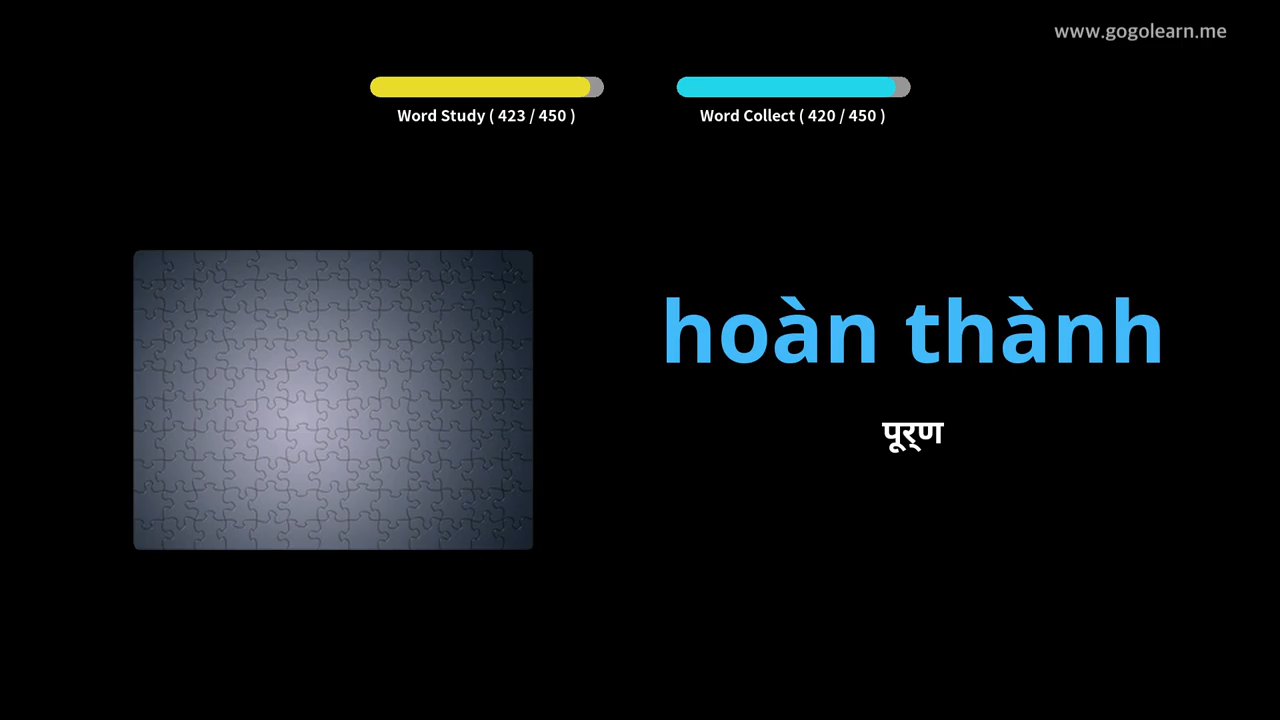 www.gogolearn.me
Word Study ( 423 / 450 )
Word Collect ( 420 / 450 )
hoàn thành
पूर्ण